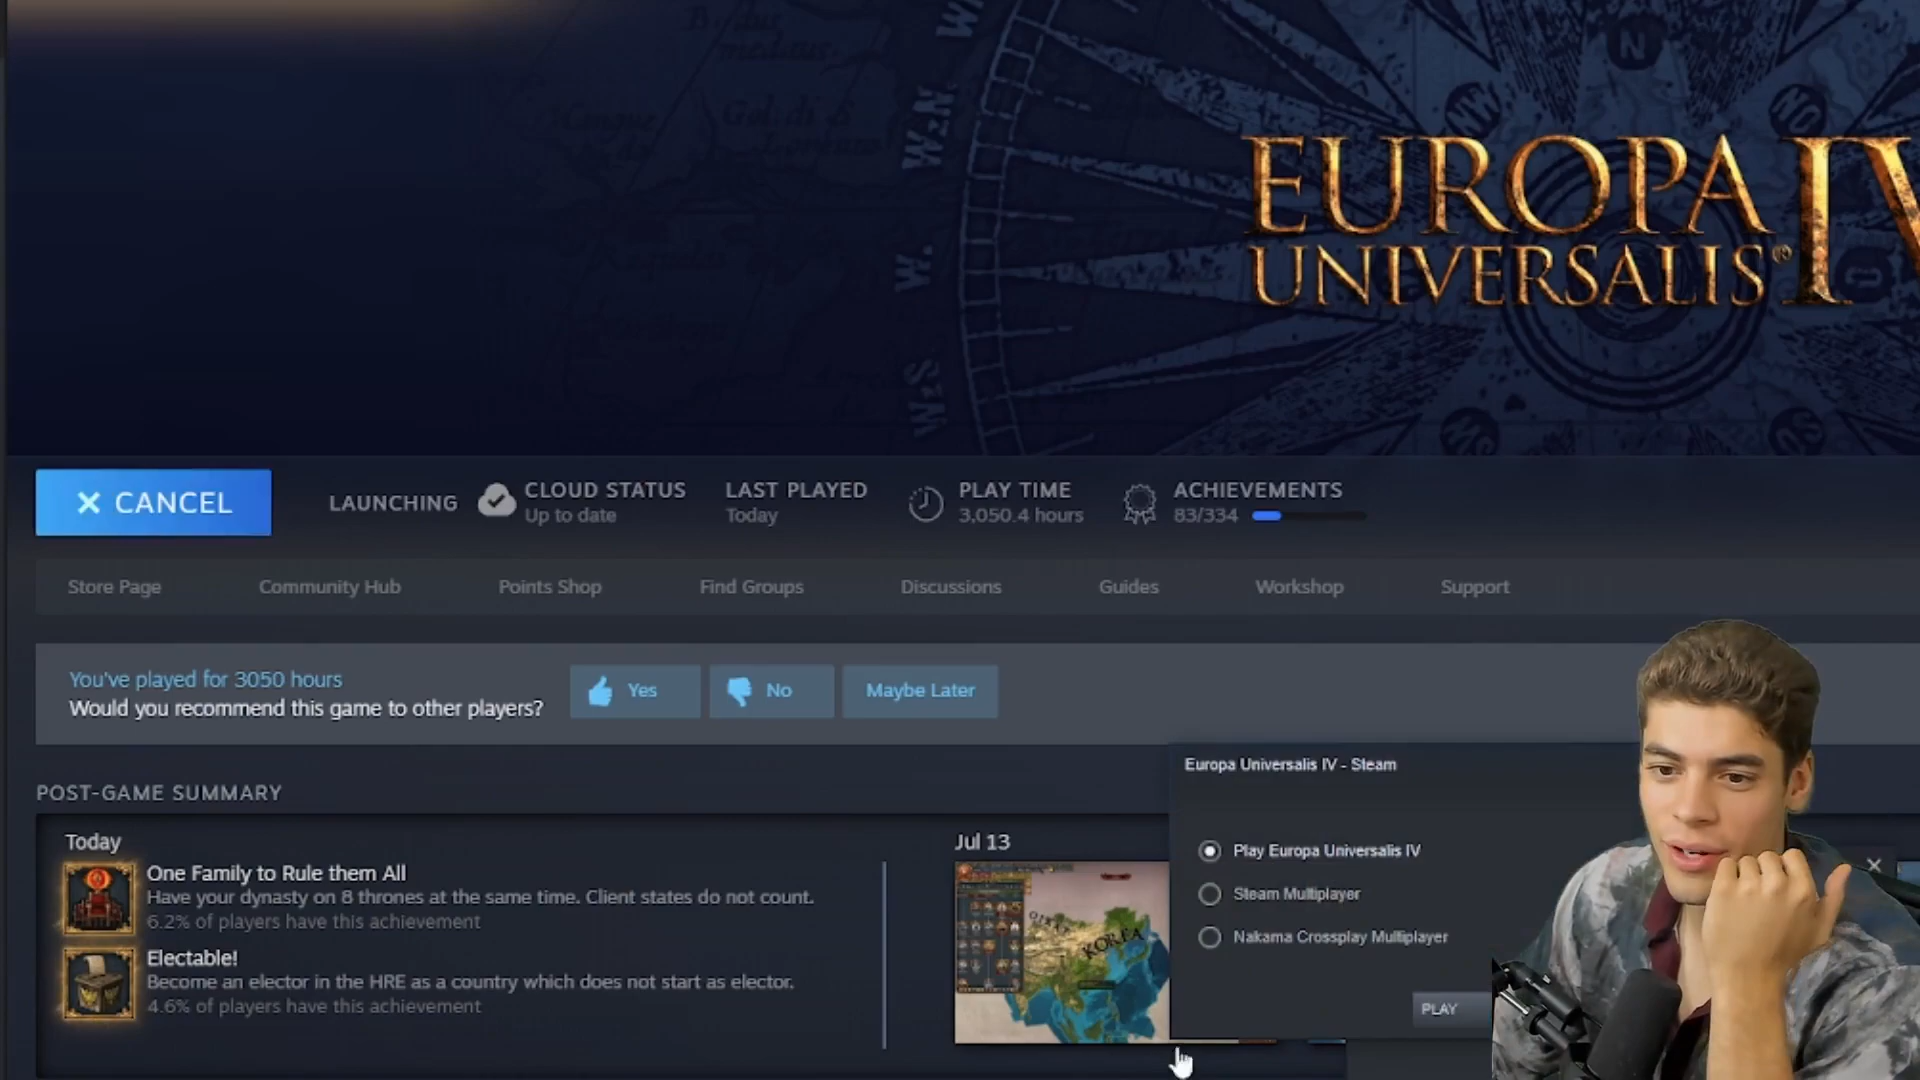 EUROPA
UNIVERSALIS® IV
W.
CANCEL
LAUNCHING
CLOUD STATUS
Up to date
LAST PLAYED
Today
PLAY TIME
3,050.4 hours
ACHIEVEMENTS
83/334
Store Page
Community Hub
Points Shop
Find Groups
Discussions
Guides
Workshop
Support
You've played for 3050 hours
Would you recommend this game to other players?
Yes
No
Maybe Later
POST-GAME SUMMARY
Today
One Family to Rule them All
Have your dynasty on 8 thrones at the same time. Client states do not count.
6.2% of players have this achievement
Electable!
Become an elector in the HRE as a country which does not start as elector.
4.6% of players have this achievement
Jul 13
OIRAT
KOREA
Europa Universalis IV - Steam
Play Europa Universalis IV
Steam Multiplayer
Nakama Crossplay Multiplayer
PLAY